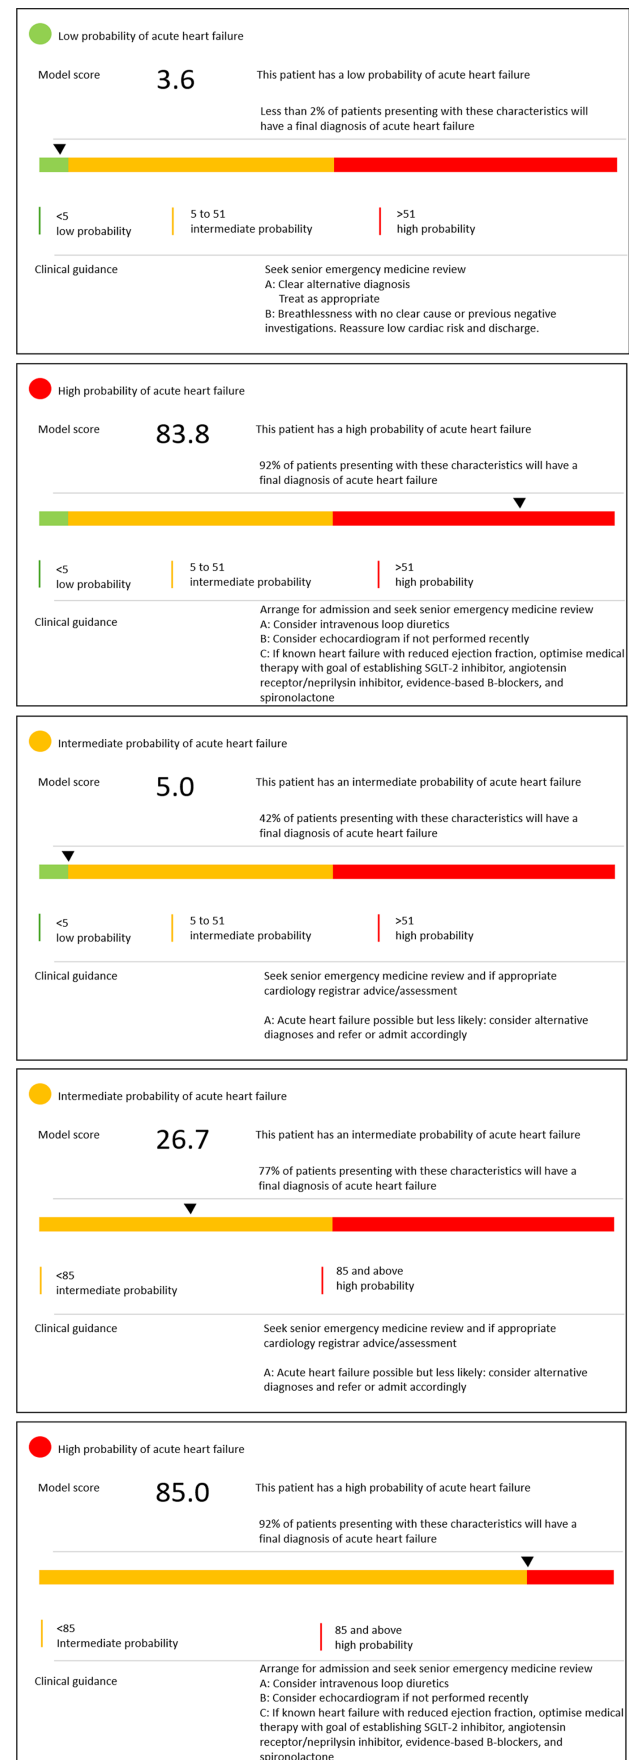 Low probability of acute heart failure
Model score
3.6
This patient has a low probability of acute heart failure
Less than 2% of patients presenting with these characteristics will
have a final diagnosis of acute heart failure
<5
low probability
5 to 51
intermediate probability
>51
high probability
Clinical guidance
Seek senior emergency medicine review
A: Clear alternative diagnosis
Treat as appropriate
B: Breathlessness with no clear cause or previous negative
investigations. Reassure low cardiac risk and discharge.
High probability of acute heart failure
Model score
83.8
This patient has a high probability of acute heart failure
92% of patients presenting with these characteristics will have a
final diagnosis of acute heart failure
<5
low probability
5 to 51
intermediate probability
>51
high probability
Clinical guidance
Arrange for admission and seek senior emergency medicine review
A: Consider intravenous loop diuretics
B: Consider echocardiogram if not performed recently
C: If known heart failure with reduced ejection fraction, optimise medical
therapy with goal of establishing SGLT-2 inhibitor, angiotensin
receptor/neprilysin inhibitor, evidence-based B-blockers, and
spironolactone
Intermediate probability of acute heart failure
Model score
5.0
This patient has an intermediate probability of acute heart failure
42% of patients presenting with these characteristics will have a
final diagnosis of acute heart failure
<5
low probability
5 to 51
intermediate probability
>51
high probability
Clinical guidance
Seek senior emergency medicine review and if appropriate
cardiology registrar advice/assessment
A: Acute heart failure possible but less likely: consider alternative
diagnoses and refer or admit accordingly
Intermediate probability of acute heart failure
Model score
26.7
This patient has an intermediate probability of acute heart failure
77% of patients presenting with these characteristics will have a
final diagnosis of acute heart failure
<85
intermediate probability
85 and above
high probability
Clinical guidance
Seek senior emergency medicine review and if appropriate
cardiology registrar advice/assessment
A: Acute heart failure possible but less likely: consider alternative
diagnoses and refer or admit accordingly
High probability of acute heart failure
Model score
85.0
This patient has a high probability of acute heart failure
92% of patients presenting with these characteristics will have a
final diagnosis of acute heart failure
<85
Intermediate probability
85 and above
high probability
Clinical guidance
Arrange for admission and seek senior emergency medicine review
A: Consider intravenous loop diuretics
B: Consider echocardiogram if not performed recently
C: If known heart failure with reduced ejection fraction, optimise medical
therapy with goal of establishing SGLT-2 inhibitor, angiotensin
receptor/neprilysin inhibitor, evidence-based B-blockers, and
spironolactone